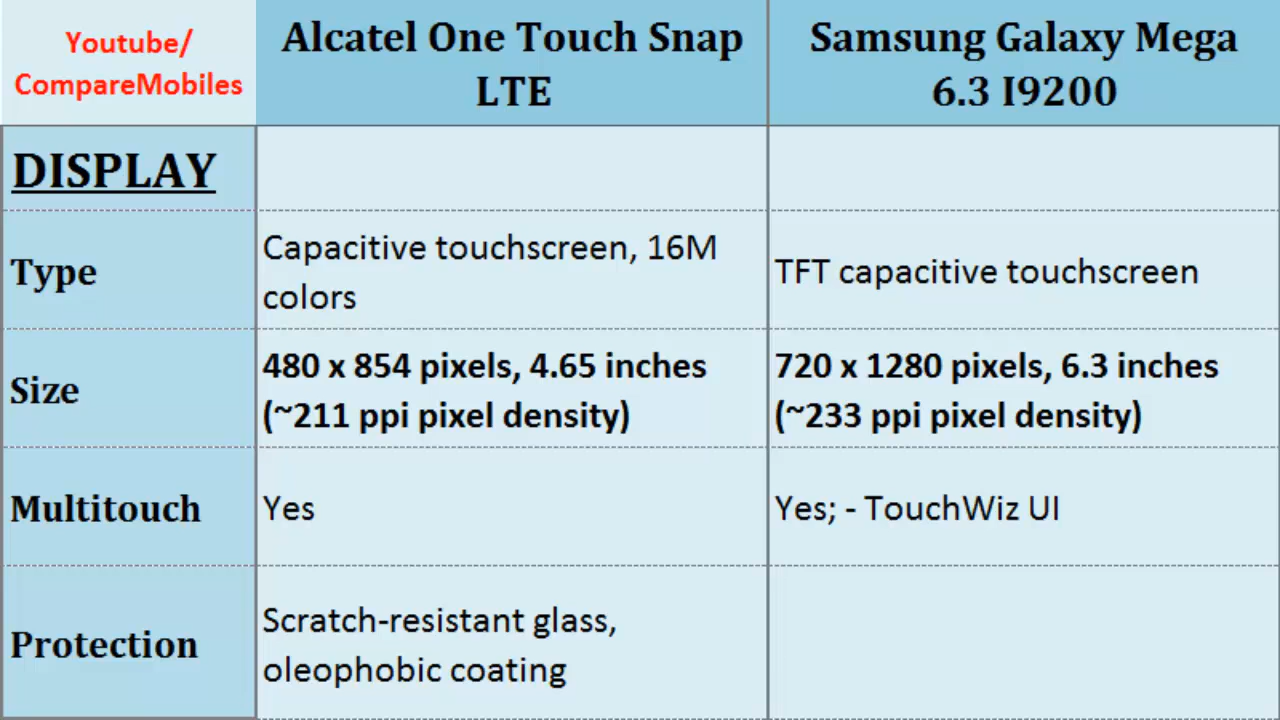 Youtube/
CompareMobiles
Alcatel One Touch Snap
LTE
Samsung Galaxy Mega
6.3 I9200
DISPLAY
Type
Capacitive touchscreen, 16M
colors
TFT capacitive touchscreen
Size
480 x 854 pixels, 4.65 inches
(~211 ppi pixel density)
720 x 1280 pixels, 6.3 inches
(~233 ppi pixel density)
Multitouch
Yes
Yes; - TouchWiz UI
Protection
Scratch-resistant glass,
oleophobic coating